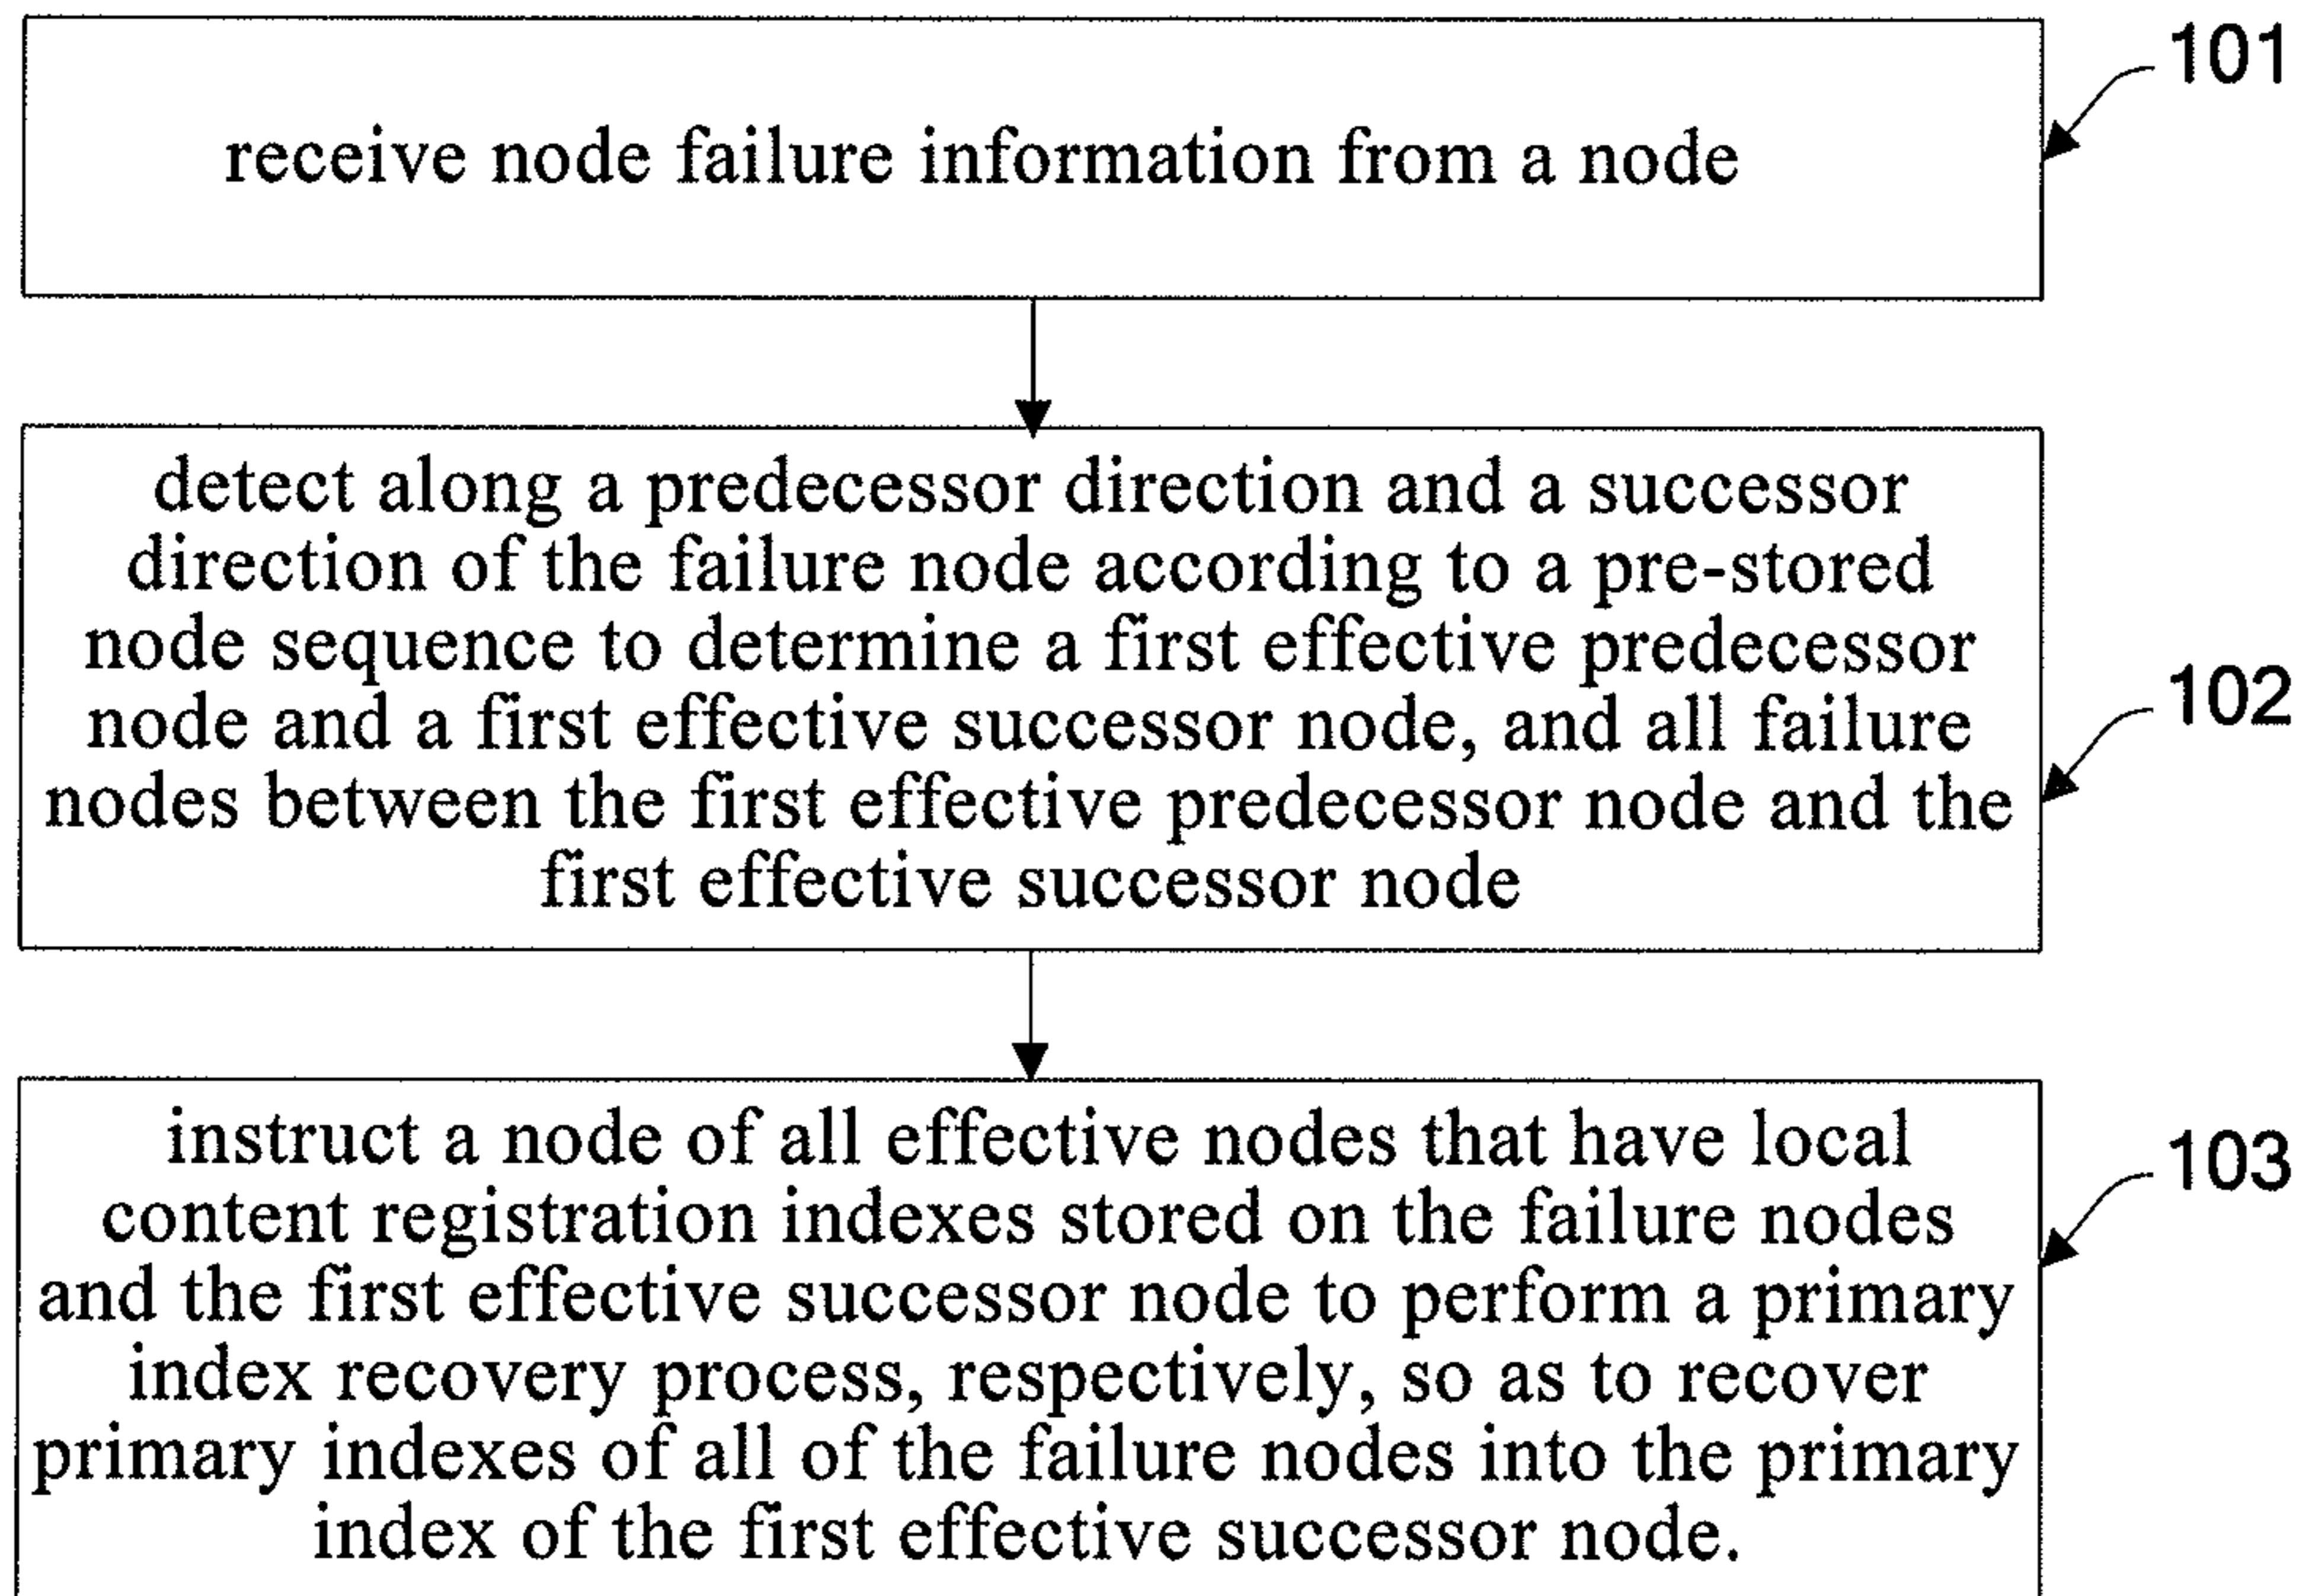 receive node failure information from a node
101
detect along a predecessor direction and a successor
direction of the failure node according to a pre-stored
node sequence to determine a first effective predecessor
node and a first effective successor node, and all failure
nodes between the first effective predecessor node and the
first effective successor node
102
instruct a node of all effective nodes that have local
content registration indexes stored on the failure nodes
and the first effective successor node to perform a primary
index recovery process, respectively, so as to recover
primary indexes of all of the failure nodes into the primary
index of the first effective successor node.
103